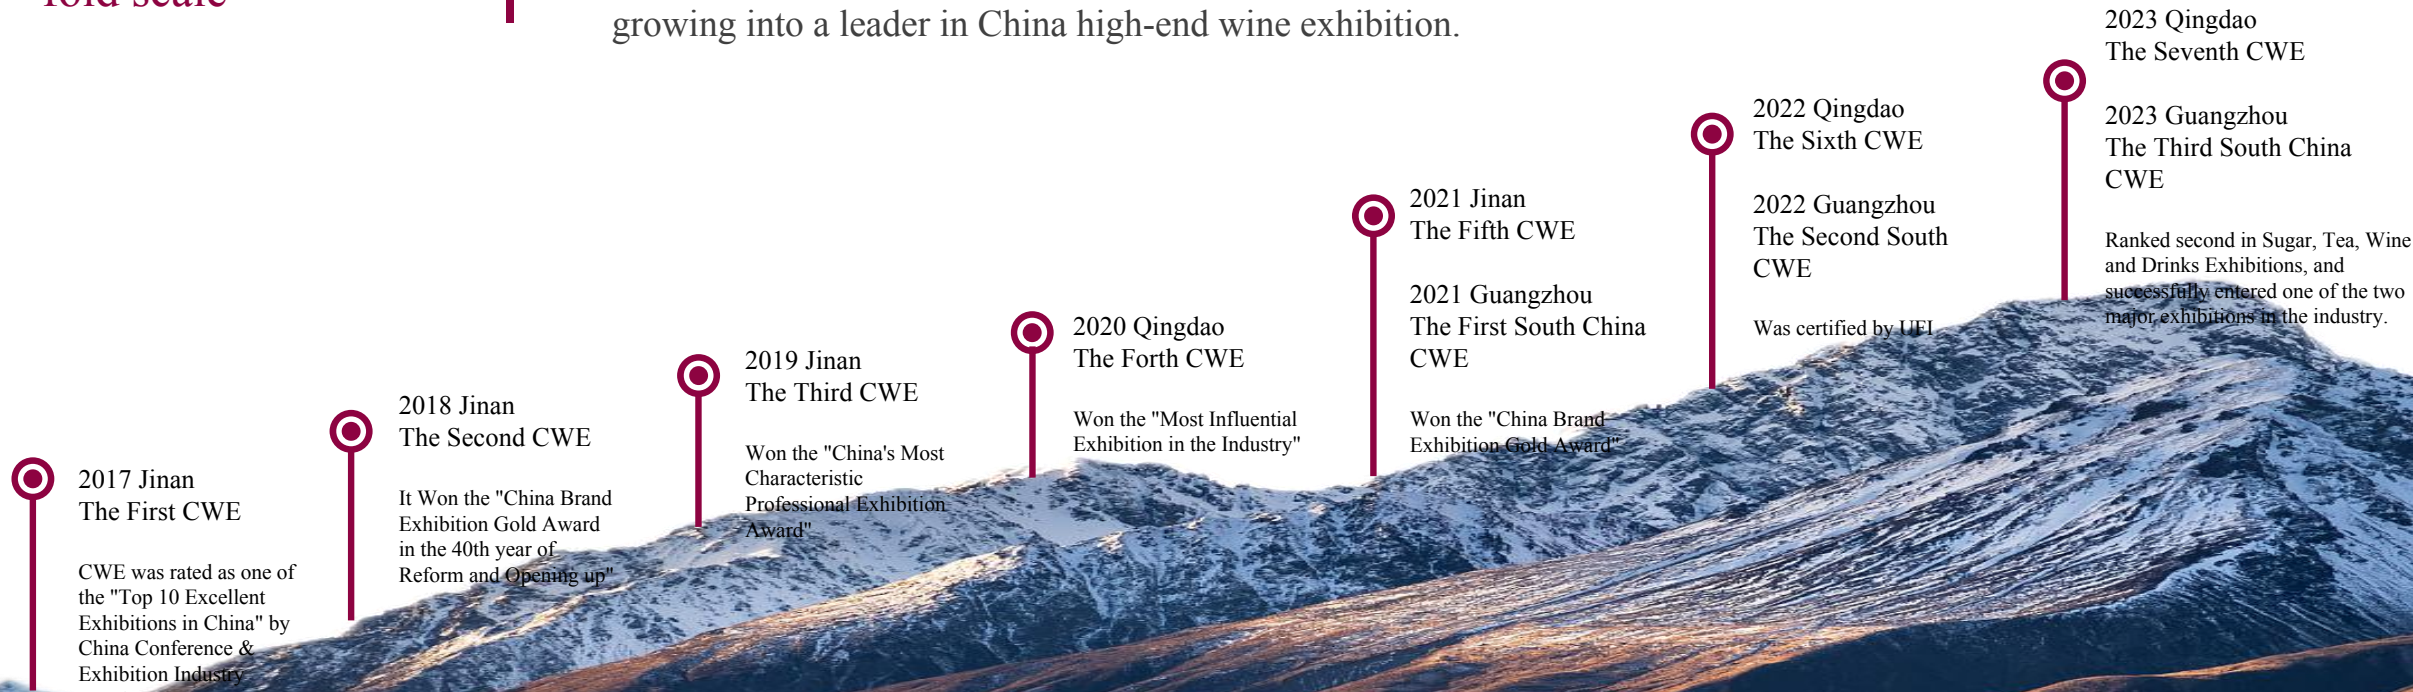 fold scale
growing into a leader in China high-end wine exhibition.
2017 Jinan
The First CWE
CWE was rated as one of
the "Top 10 Excellent
Exhibitions in China" by
China Conference &
Exhibition Industry
2018 Jinan
The Second CWE
It Won the "China Brand
Exhibition Gold Award
in the 40th year of
Reform and Opening up"
2019 Jinan
The Third CWE
Won the "China's Most
Characteristic
Professional Exhibition
Award"
2020 Qingdao
The Forth CWE
Won the "Most Influential
Exhibition in the Industry"
2021 Jinan
The Fifth CWE
2021 Guangzhou
The First South China
CWE
Won the "China Brand
Exhibition Gold Award"
2022 Qingdao
The Sixth CWE
2022 Guangzhou
The Second South
CWE
Was certified by UFI
2023 Qingdao
The Seventh CWE
2023 Guangzhou
The Third South China
CWE
Ranked second in Sugar, Tea, Wine
and Drinks Exhibitions, and
successfully entered one of the two
major exhibitions in the industry.